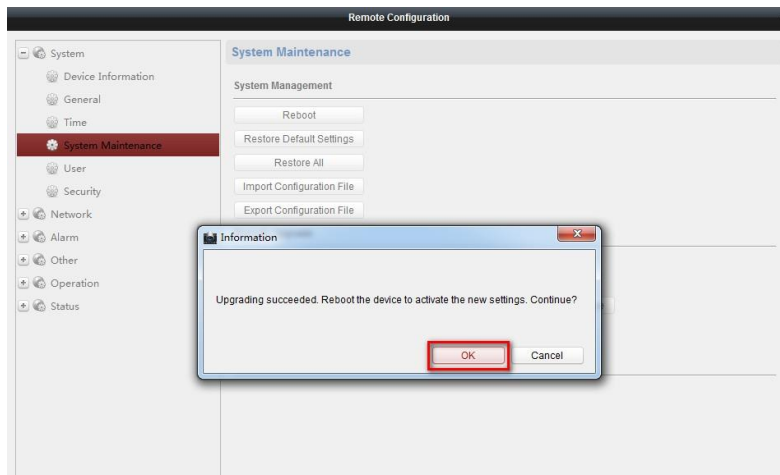 Remote Configuration
System
Device Information
General
Time
System Maintenance
User
Security
Network
Alarm
Other
Operation
Status
System Maintenance
System Management
Reboot
Restore Default Settings
Restore All
Import Configuration File
Export Configuration File
Information
Upgrading succeeded. Reboot the device to activate the new settings. Continue?
OK
Cancel